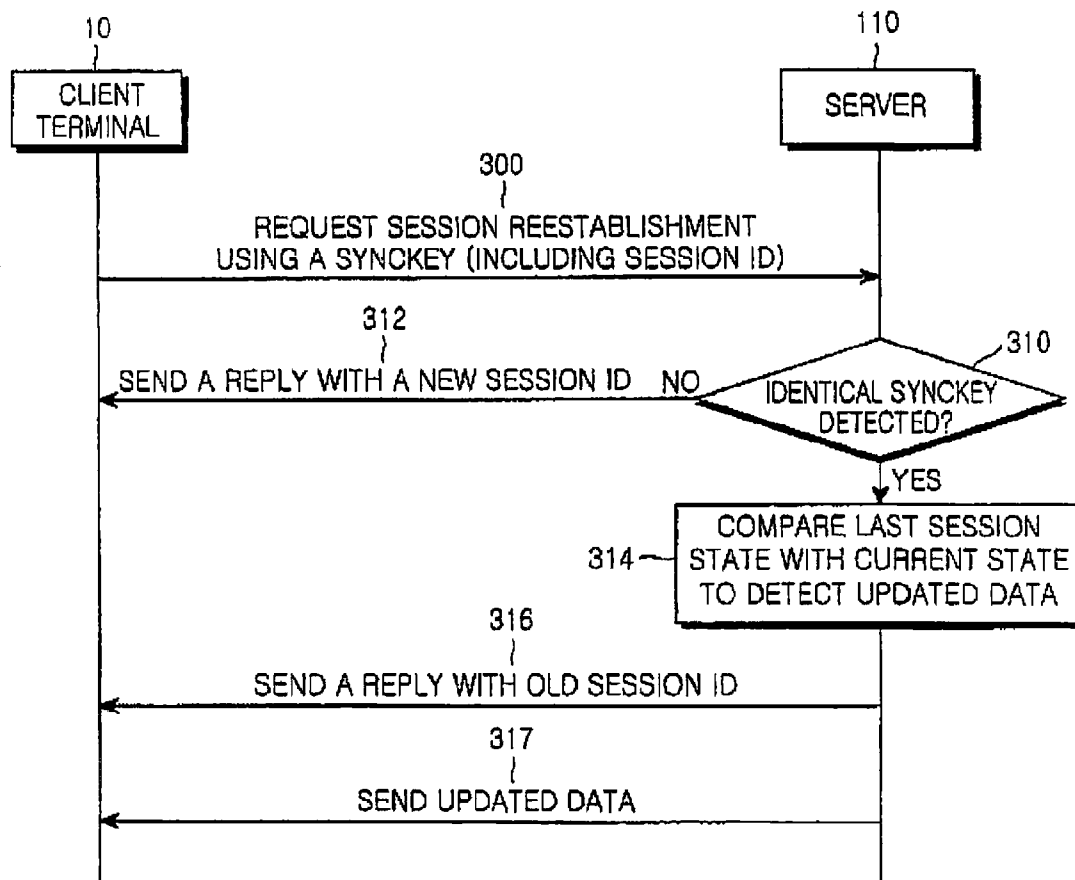 10
110
CLIENT
TERMINAL
SERVER
300
REQUEST SESSION REESTABLISHMENT
USING A SYNCKEY (INCLUDING SESSION ID)
312
310
SEND A REPLY WITH A NEW SESSION ID
NO
IDENTICAL SYNCKEY
DETECTED?
YES
314
COMPARE LAST SESSION
STATE WITH CURRENT STATE
TO DETECT UPDATED DATA
316
SEND A REPLY WITH OLD SESSION ID
317
SEND UPDATED DATA